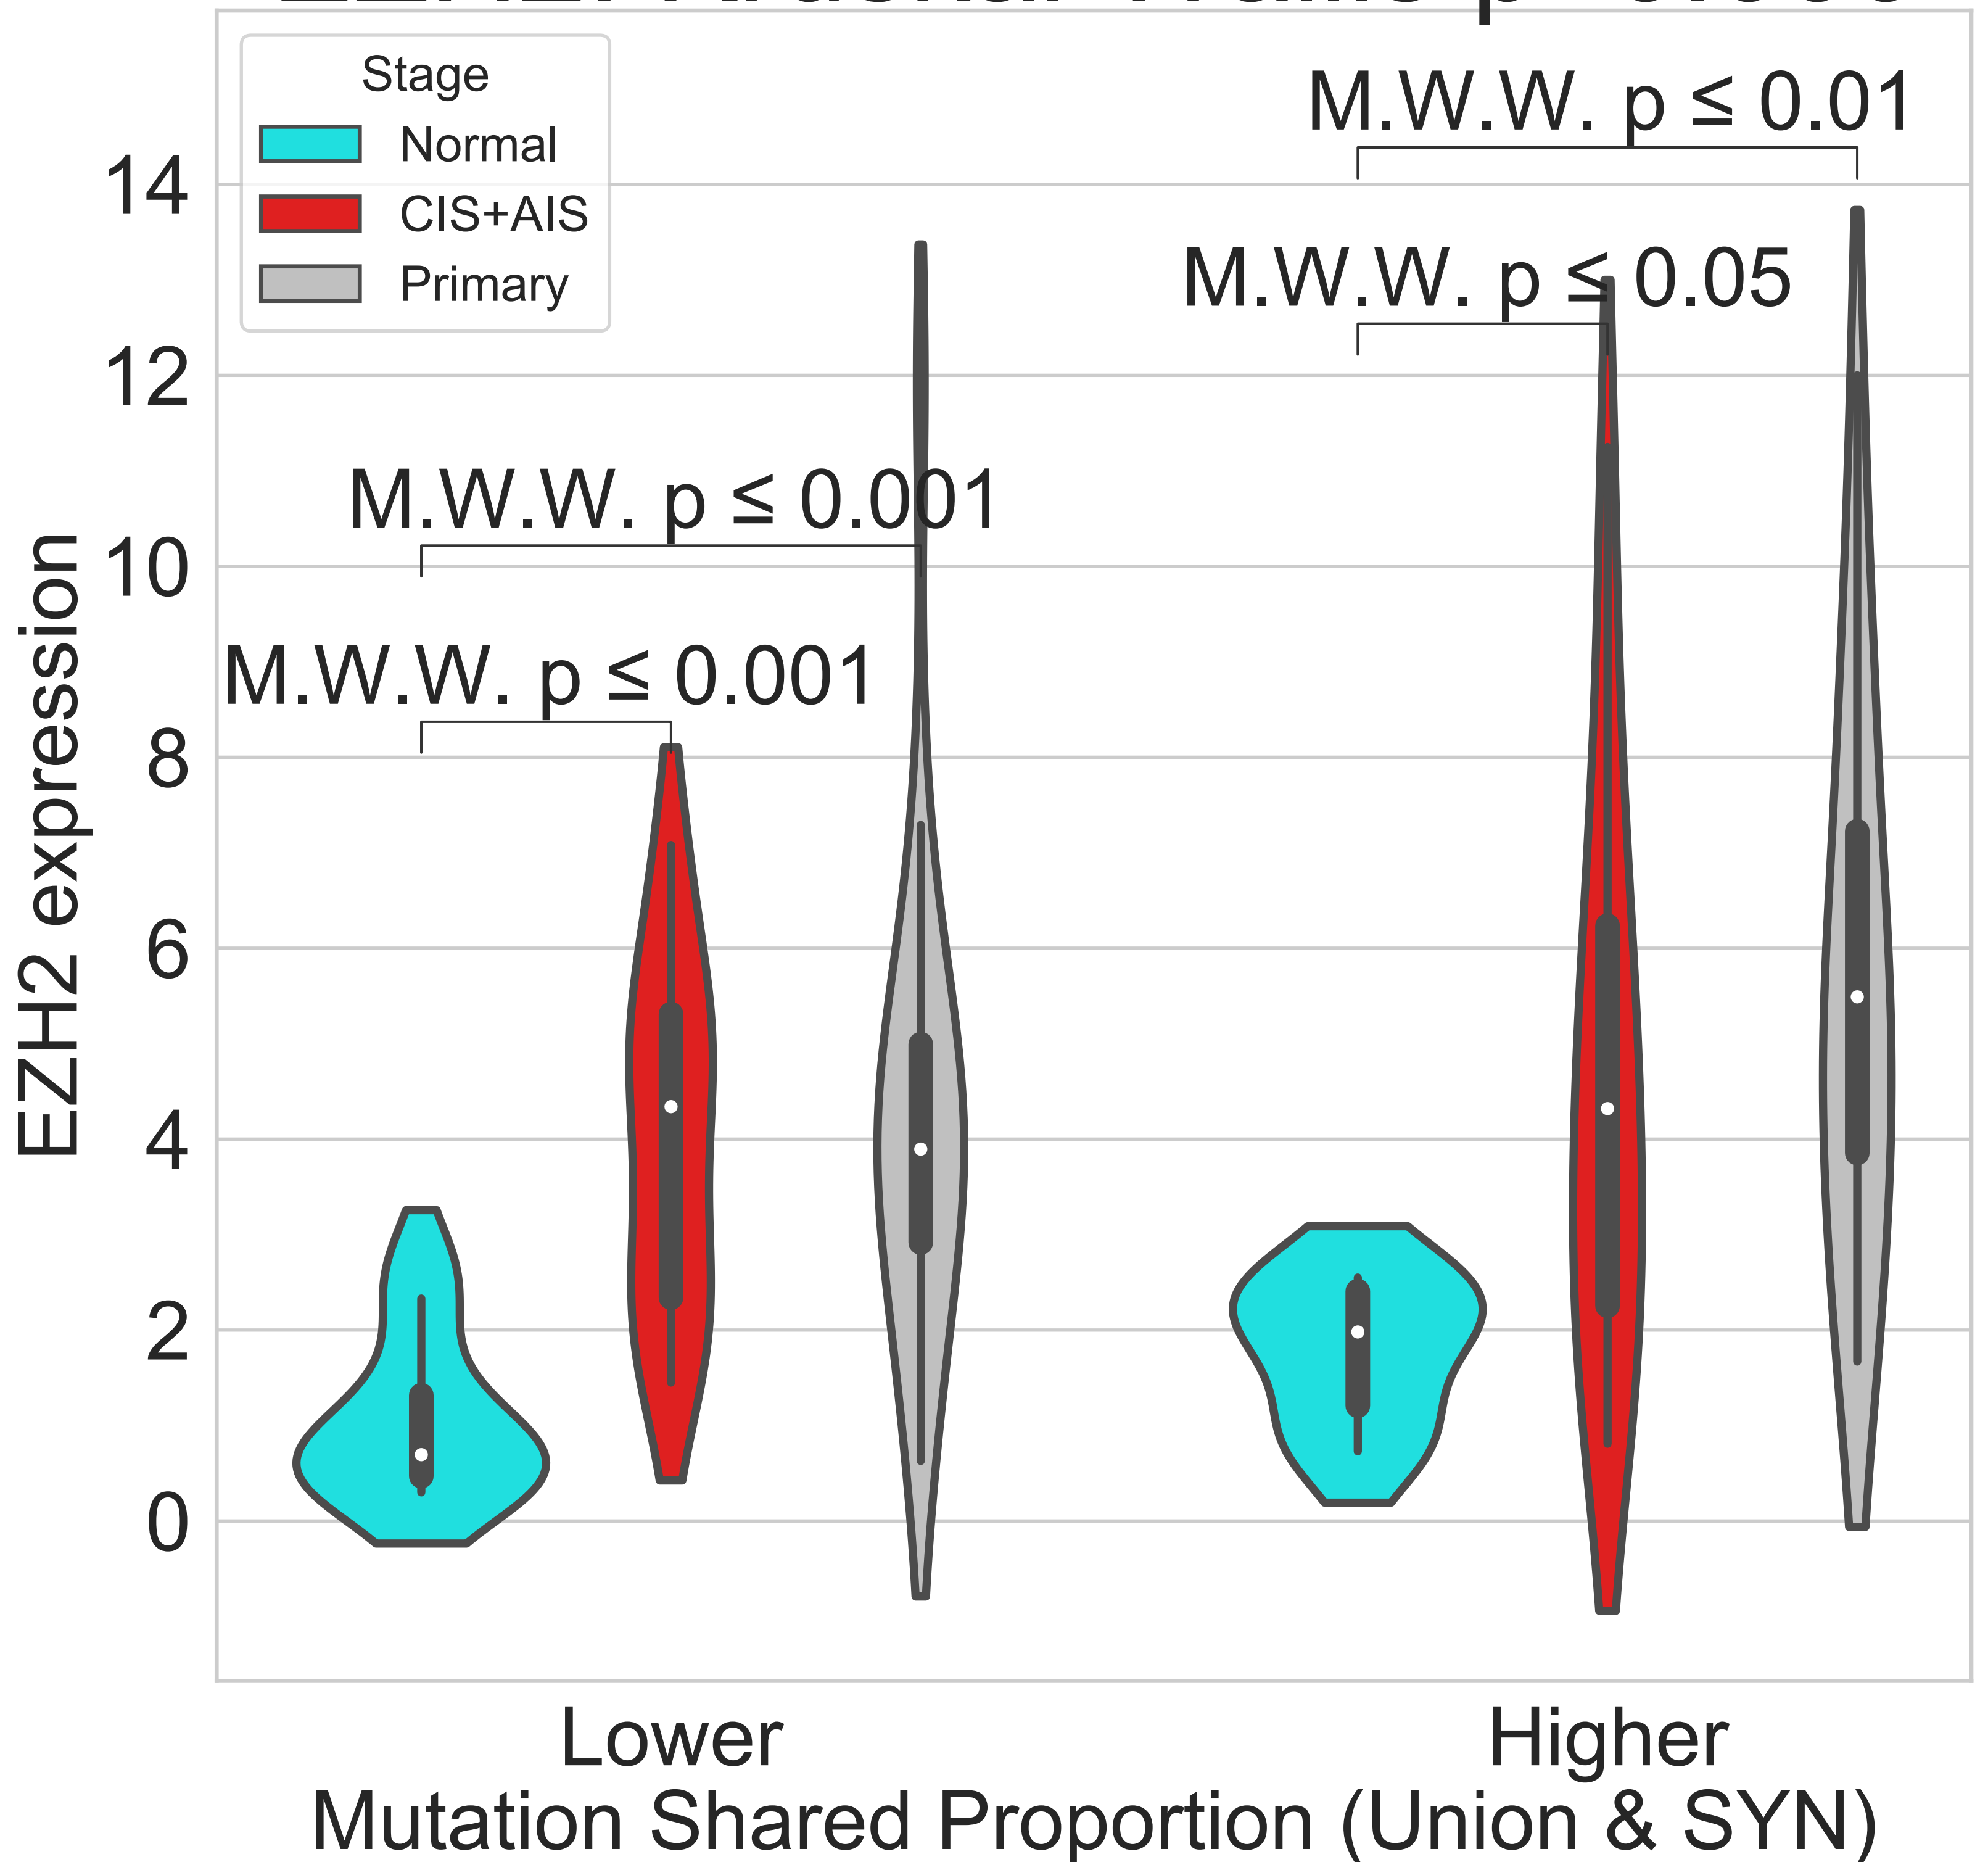 Stage
Normal
CIS+AIS
Primary
M.W.W. p ≤ 0.01
M.W.W. p ≤ 0.05
M.W.W. p ≤ 0.001
M.W.W. p ≤ 0.001
14
12
10
8
6
4
2
0
EZH2 expression
Lower
Higher
Mutation Shared Proportion (Union & SYN)